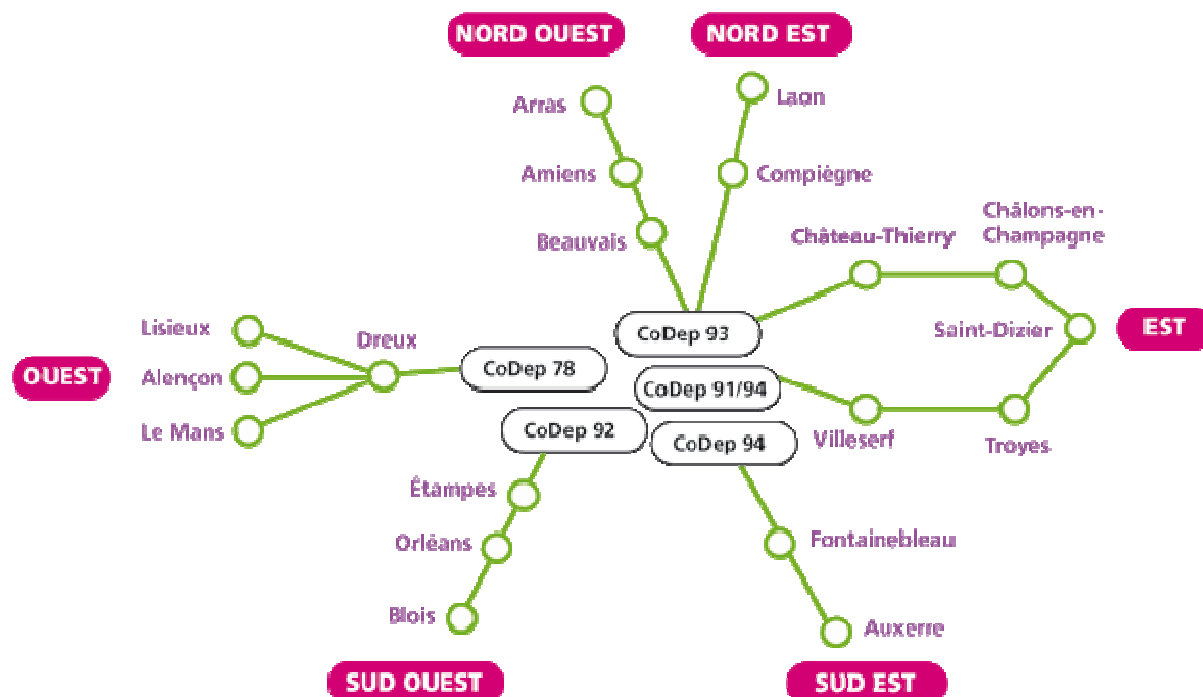 NORD OUEST
NORD EST
Arras
Laon
Amiens
Compiègne
Beauvais
Château-Thierry
Châlons-en-
Champagne
Lisieux
Dreux
CoDep 93
Saint-Dizier
EST
OUEST
Alençon
CoDep 78
CoDep 91/94
Le Mans
CoDep 92
CoDep 94
Villeserf
Troyes
Étampes
Orléans
Fontainebleau
Blois
Auxerre
SUD OUEST
SUD EST